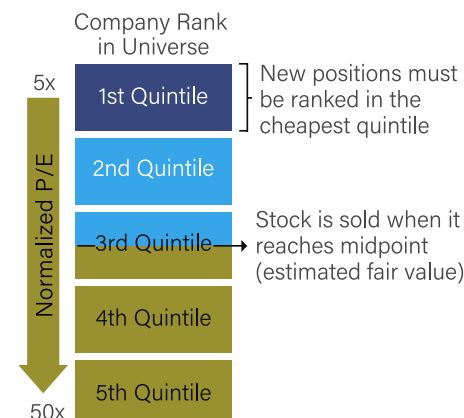 Company Rank
in Universe
5x
Normalized P/E
50x
1st Quintile
New positions must
be ranked in the
cheapest quintile
2nd Quintile
3rd Quintile
Stock is sold when it
reaches midpoint
(estimated fair value)
4th Quintile
5th Quintile